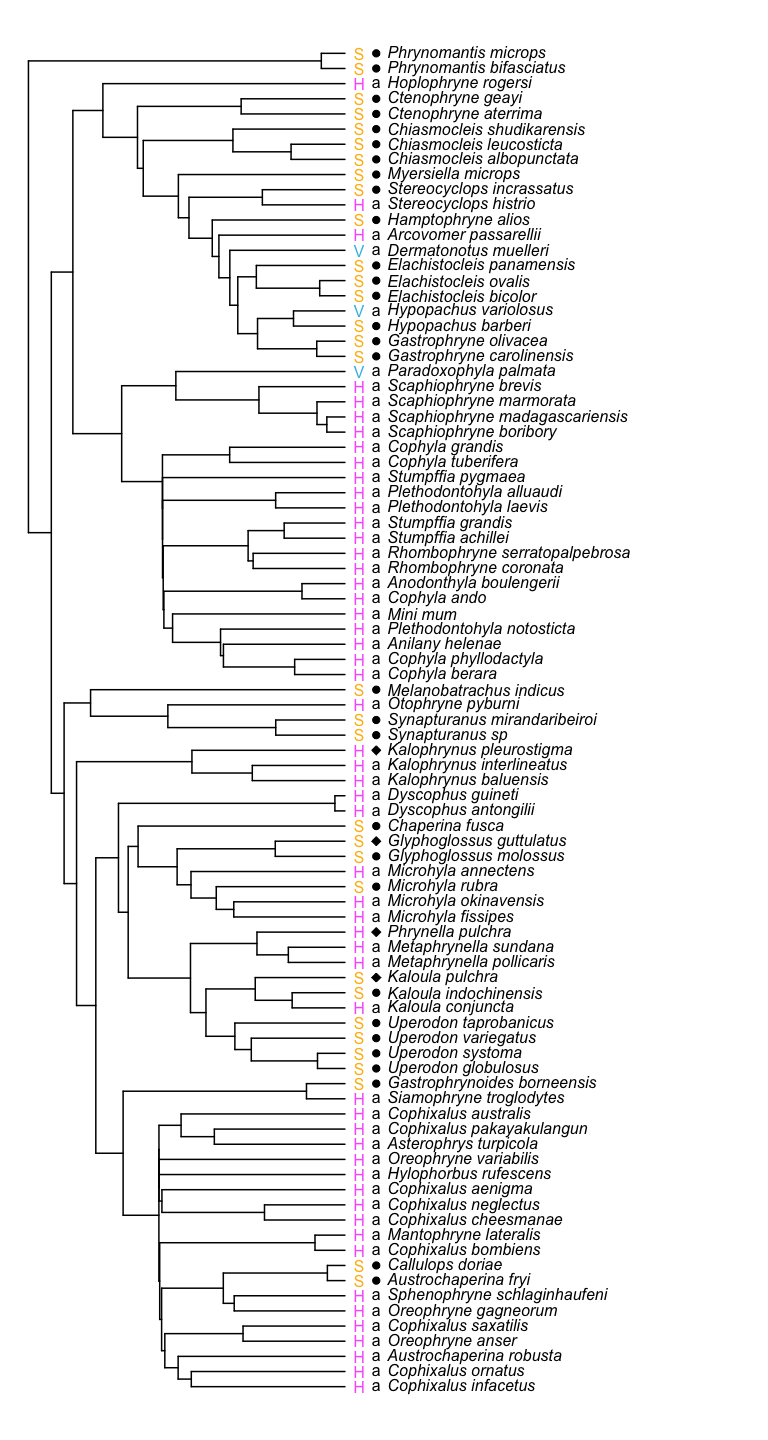 S ● Phrynomantis microps
S ● Phrynomantis bifasciatus
H a Hoplophryne rogersi
S ● Ctenophryne geayi
S ● Ctenophryne aterrima
S ● Chiasmocleis shudikarensis
S ● Chiasmocleis leucosticta
S ● Chiasmocleis albopunctata
S ● Myersiella microps
S ● Stereocyclops incrassatus
H a Stereocyclops histrio
S ● Hamptophryne alios
H a Arcovomer passarellii
V a Dermatonotus muelleri
S ● Elachistocleis panamensis
S ● Elachistocleis ovalis
S ● Elachistocleis bicolor
V a Hypopachus variolosus
S ● Hypopachus barberi
S ● Gastrophryne olivacea
S ● Gastrophryne carolinensis
V a Paradoxophyla palmata
H a Scaphiophryne brevis
H a Scaphiophryne marmorata
H a Scaphiophryne madagascariensis
H a Scaphiophryne boribory
H a Cophyla grandis
H a Cophyla tuberifera
H a Stumpffia pygmaea
H a Plethodontohyla alluaudi
H a Plethodontohyla laevis
H a Stumpffia grandis
H a Stumpffia achillei
H a Rhombophryne serratopalpebrosa
H a Rhombophryne coronata
H a Anodonthyla boulengerii
H a Cophyla ando
H a Mini mum
H a Plethodontohyla notosticta
H a Anilany helenae
H a Cophyla phyllodactyla
H a Cophyla berara
S ● Melanobatrachus indicus
H a Otophryne pyburni
S ● Synapturanus mirandaribeiroi
S ● Synapturanus sp
H ◆ Kalophrynus pleurostigma
H a Kalophrynus interlineatus
H a Kalophrynus baluensis
H a Dyscophus guineti
H a Dyscophus antongilii
S ● Chaperina fusca
S ◆ Glyphoglossus guttulatus
S ● Glyphoglossus molossus
H a Microhyla annectens
S ● Microhyla rubra
H a Microhyla okinavensis
H a Microhyla fissipes
H ◆ Phrynella pulchra
H a Metaphrynella sundana
H a Metaphrynella pollicaris
S ◆ Kaloula pulchra
S ● Kaloula indochinensis
H a Kaloula conjuncta
S ● Uperodon taprobanicus
S ● Uperodon variegatus
S ● Uperodon systoma
S ● Uperodon globulosus
S ● Gastrophrynoides borneensis
H a Siamophryne troglodytes
H a Cophixalus australis
H a Cophixalus pakayakulangun
H a Asterophrys turpicola
H a Oreophryne variabilis
H a Hylophorbus rufescens
H a Cophixalus aenigma
H a Cophixalus neglectus
H a Cophixalus cheesmanae
H a Mantophryne lateralis
H a Cophixalus bombiens
S ● Callulops doriae
S ● Austrochaperina fryi
H a Sphenophryne schlaginhaufeni
H a Oreophryne gagneorum
H a Cophixalus saxatilis
H a Oreophryne anser
H a Austrochaperina robusta
H a Cophixalus ornatus
H a Cophixalus infacetus